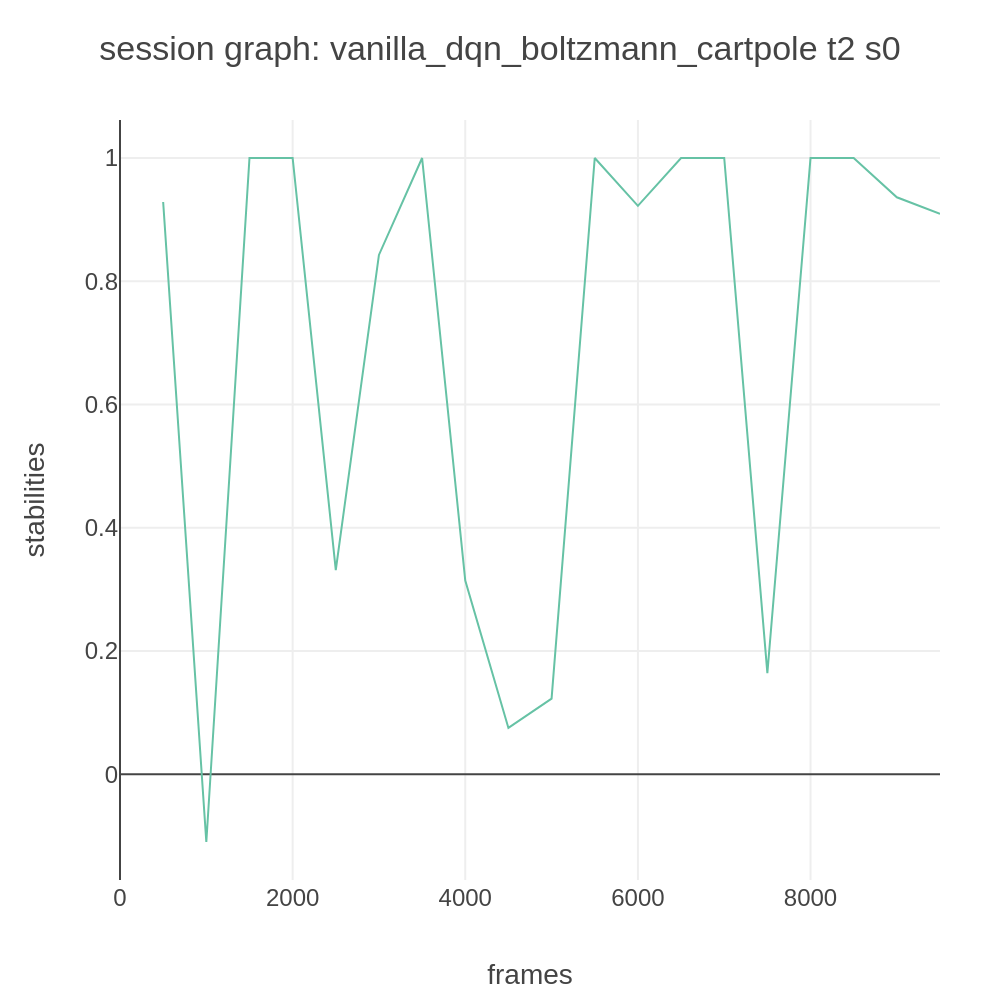 session graph: vanilla_dqn_boltzmann_cartpole t2 s0
1
0.8
0.6
0.4
0.2
0
stabilities
0 2000 4000 6000 8000
frames